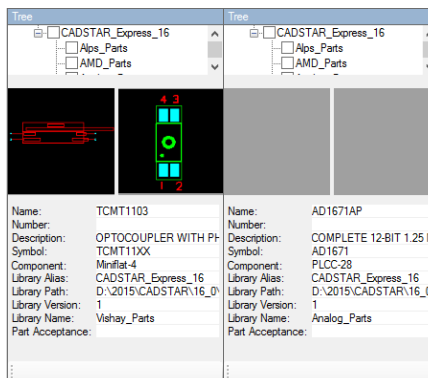 Tree
CADSTAR_Express_16
Alps_Parts
AMD_Parts
4 3
1 2
Name: TCMT1103
Number:
Description: OPTOCOUPLER WITH PH
Symbol: TCMT11XX
Component: Miniflat-4
Library Alias: CADSTAR_Express_16
Library Path: D:\2015\CADSTAR\16_0\
Library Version: 1
Library Name: Vishay_Parts
Part Acceptance:
Tree
CADSTAR_Express_16
Alps_Parts
AMD_Parts
Name: AD1671AP
Number:
Description: COMPLETE 12-BIT 1.25
Symbol: AD1671
Component: PLCC-28
Library Alias: CADSTAR_Express_16
Library Path: D:\2015\CADSTAR\16_0
Library Version: 1
Library Name: Analog_Parts
Part Acceptance: